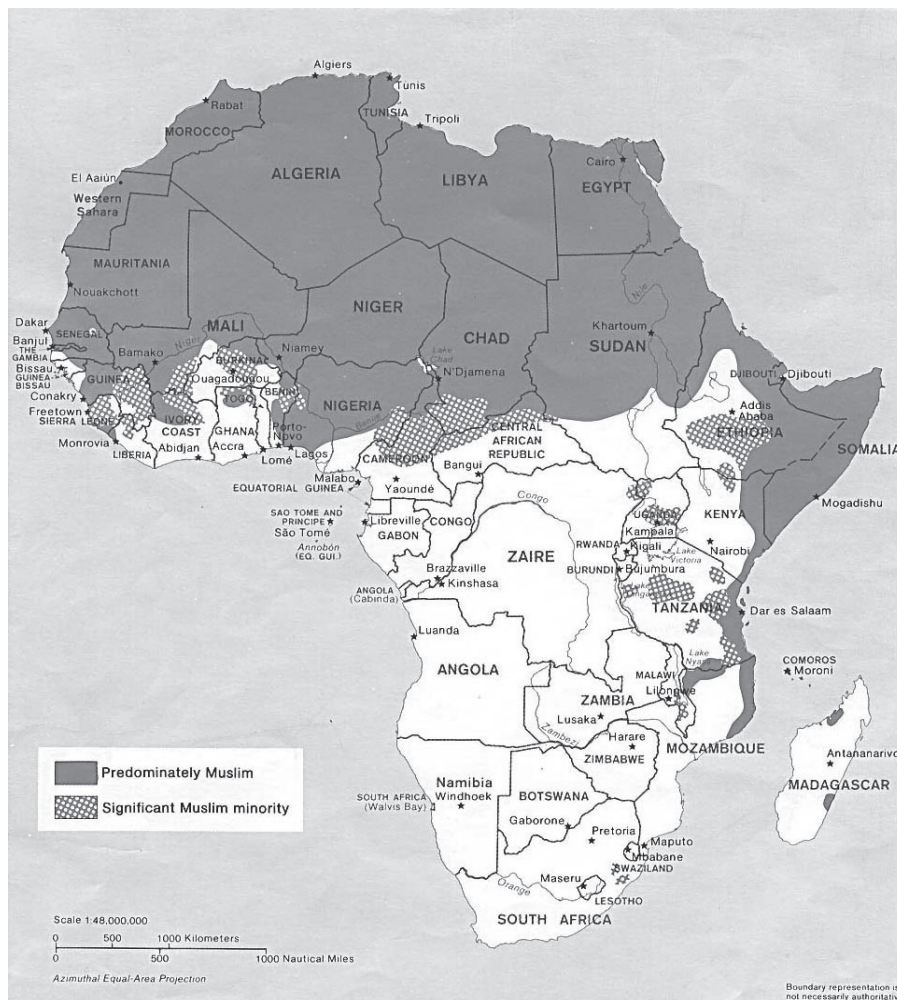 Algiers
Tunis
Rabat
TUNISIA
Tripoli
MOROCCO
Cairo
El Aaiún
ALGERIA
LIBYA
EGYPT
Western
Sahara
MAURITANIA
Nouakchott
NIGER
Nile
MALI
CHAD
Khartoum
SUDAN
Dakar
SENEGAL
Niger
Niamey
Lake
Chad
Banjul
THE
GAMBIA
Bamako
BURKINA
N'Djamena
DJIBOUTI
Djibouti
Bissau
GUINEA-
BISSAU
GUINEA
Ouagadougou
BENIN
NIGERIA
Conakry
TOGO
Addis
Ababa
Freetown
SIERRA LEONE
IVORY
COAST
GHANA
Porto-
Novo
Benue
CENTRAL
AFRICAN
REPUBLIC
ETHIOPIA
SOMALIA
Monrovia
LIBERIA
Abidjan
Accra
Lomé
Lagos
CAMEROON
Bangui
Malabo
EQUATORIAL GUINEA
Yaoundé
Mogadishu
Congo
UGANDA
KENYA
SAO TOME AND
PRINCIPE
São Tomé
Libreville
CONGO
Kampala
GABON
RWANDA
Kigali
Lake
Victoria
Nairobi
Annobón
(EQ. GUI.)
ZAIRE
Brazzaville
BURUNDI
Bujumbura
Kinshasa
ANGOLA
(Cabinda)
Lake
TANZANIA
Dar es Salaam
Luanda
Lake
Nyasa
COMOROS
Moroni
ANGOLA
MALAWI
Lilongwe
ZAMBIA
Lusaka
Zambezi
Harare
MOZAMBIQUE
ZIMBABWE
Antananarivo
MADAGASCAR
Predominately Muslim
Significant Muslim minority
Namibia
Windhoek
SOUTH AFRICA
(Walvis Bay)
BOTSWANA
Gaborone
Pretoria
Maputo
Mbabane
SWAZILAND
Maseru
Orange
LESOTHO
SOUTH AFRICA
Scale 1:48,000,000
0 500 1000 Kilometers
0 500 1000 Nautical Miles
Azimuthal Equal-Area Projection
Boundary representation is
not necessarily authoritativ